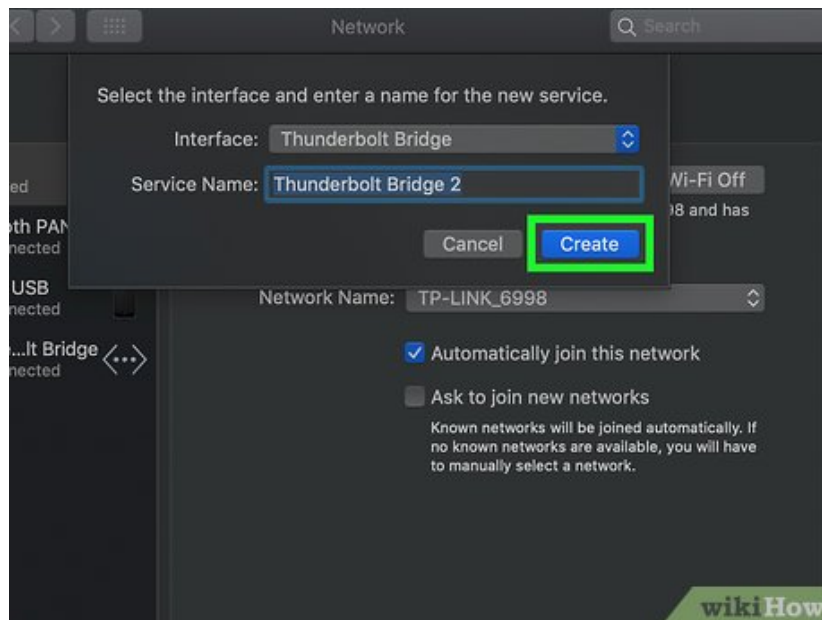 Network
Search
Select the interface and enter a name for the new service.
Interface: Thunderbolt Bridge
Service Name: Thunderbolt Bridge 2
Cancel Create
Wi-Fi Off
98 and has
ed
oth PAN
nected
USB
nected
...lt Bridge
nected
Network Name: TP-LINK_6998
Automatically join this network
Ask to join new networks
Known networks will be joined automatically. If
no known networks are available, you will have
to manually select a network.
wikiHow